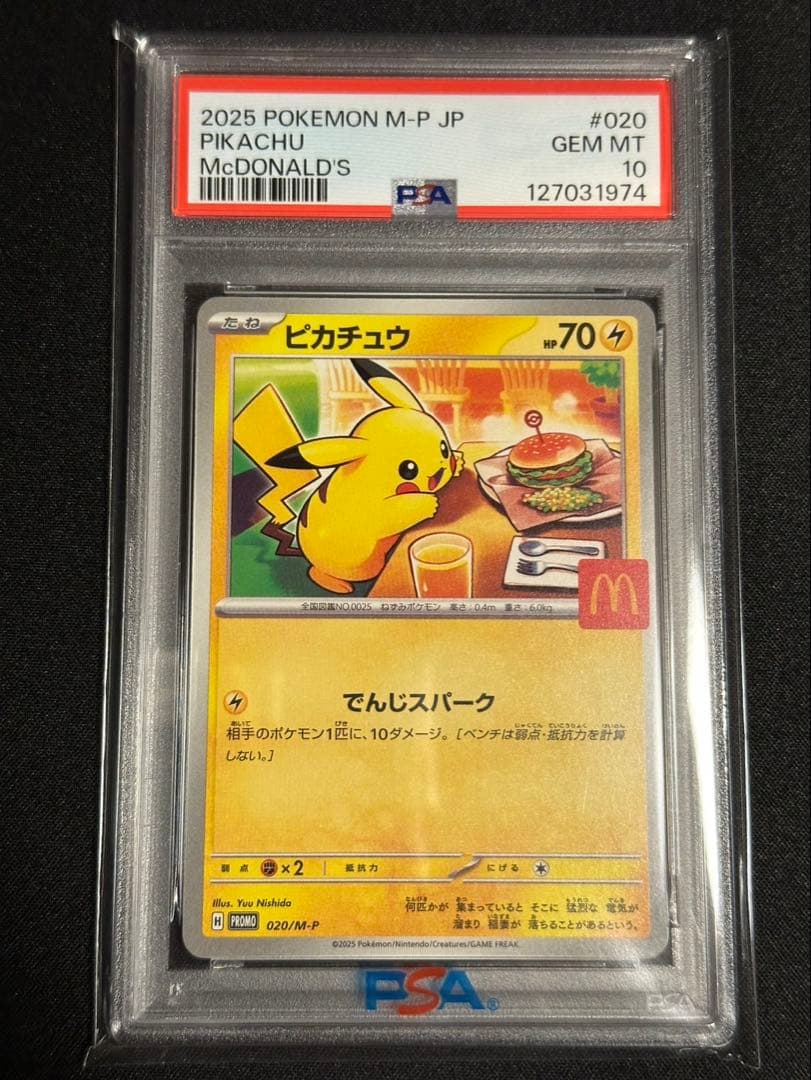 2025 POKEMON M-P JP #020
PIKACHU GEM MT
McDONALD'S 10
PSA 127031974
たね ピカチュウ HP 70
全国図鑑NO.0025 ねずみポケモン 高さ:0.4m 重さ:6.0kg
でんじスパーク
相手のポケモン1匹に、10ダメージ。[ベンチは弱点・抵抗力を計算
しない。]
弱点 ×2 抵抗力 にげる
Illus. Yuu Nishida
何匹かが 集まっていると そこに 猛烈な 電気が
溜まり 稲妻が 落ちることがあるという。
H PROMO 020/M-P
©2025 Pokémon/Nintendo/Creatures/GAME FREAK.
PSA®
PSA